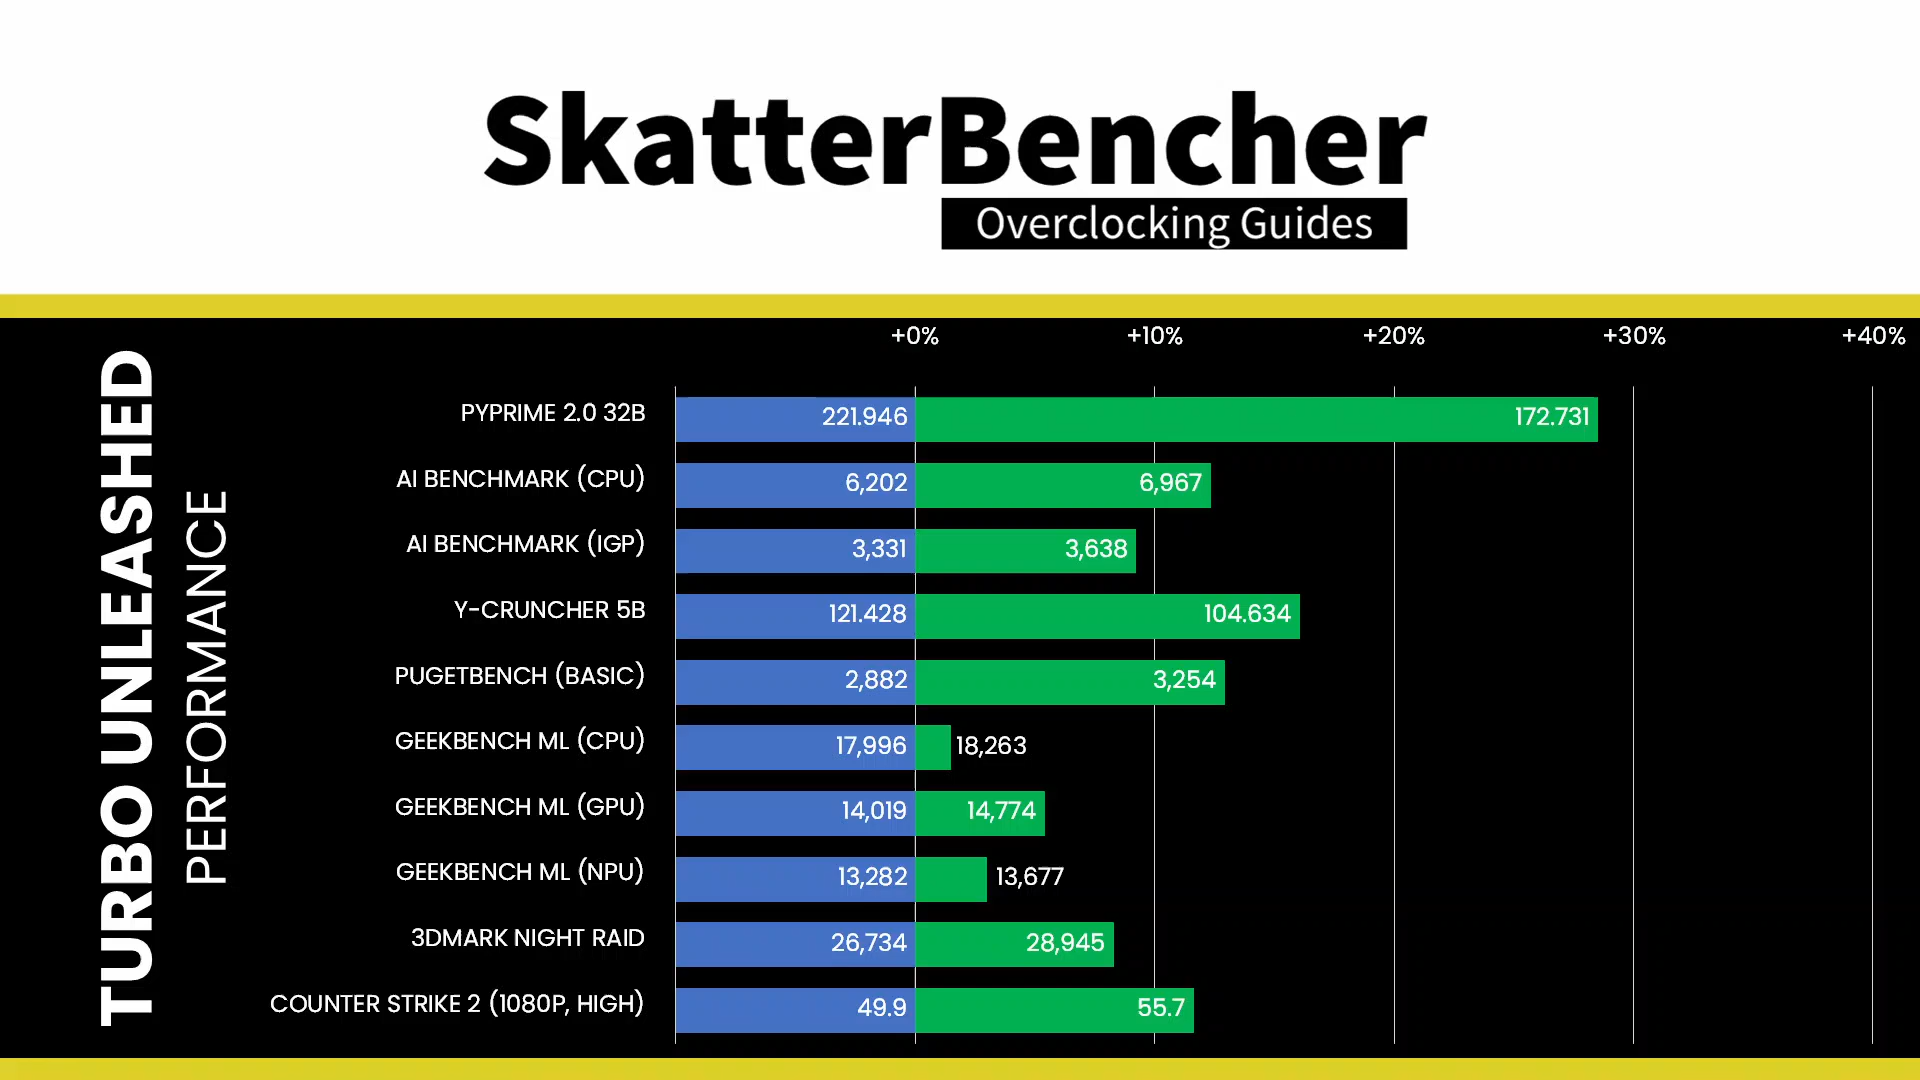 SkatterBencher
Overclocking Guides
TURBO UNLEASHED
PERFORMANCE
+0% +10% +20% +30% +40%
PYPRIME 2.0 32B 221.946 172.731
AI BENCHMARK (CPU) 6,202 6,967
AI BENCHMARK (IGP) 3,331 3,638
Y-CRUNCHER 5B 121.428 104.634
PUGETBENCH (BASIC) 2,882 3,254
GEEKBENCH ML (CPU) 17,996 18,263
GEEKBENCH ML (GPU) 14,019 14,774
GEEKBENCH ML (NPU) 13,282 13,677
3DMARK NIGHT RAID 26,734 28,945
COUNTER STRIKE 2 (1080P, HIGH) 49.9 55.7